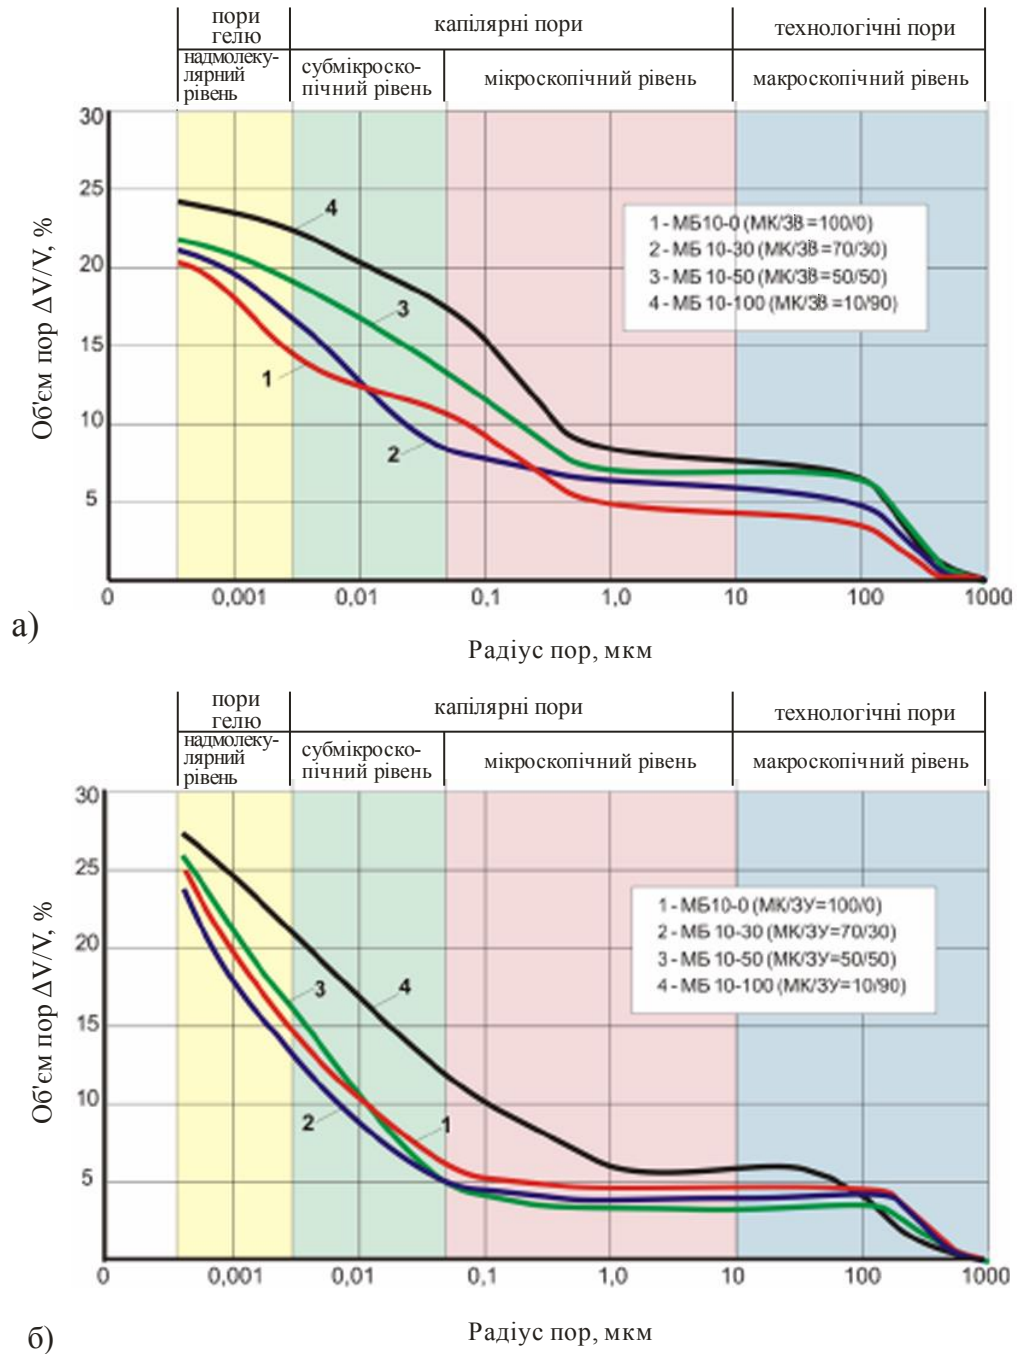 пори
гелю
капілярні пори
технологічні пори
надмолеку-
лярний
рівень
субмікроско-
пічний рівень
мікроскопічний рівень
макроскопічний рівень
30
25
20
15
10
5
Об'єм пор ΔV/V, %
4
3
1
2
1 - МБ10-0 (МК/ЗВ=100/0)
2 - МБ 10-30 (МК/ЗВ=70/30)
3 - МБ 10-50 (МК/ЗВ=50/50)
4 - МБ 10-100 (МК/ЗВ=10/90)
0 0,001 0,01 0,1 1,0 10 100 1000
а)
Радіус пор, мкм
пори
гелю
капілярні пори
технологічні пори
надмолеку-
лярний
рівень
субмікроско-
пічний рівень
мікроскопічний рівень
макроскопічний рівень
30
25
20
15
10
5
Об'єм пор ΔV/V, %
3
4
2
1
1 - МБ10-0 (МК/ЗУ=100/0)
2 - МБ 10-30 (МК/ЗУ=70/30)
3 - МБ 10-50 (МК/ЗУ=50/50)
4 - МБ 10-100 (МК/ЗУ=10/90)
0 0,001 0,01 0,1 1,0 10 100 1000
б)
Радіус пор, мкм